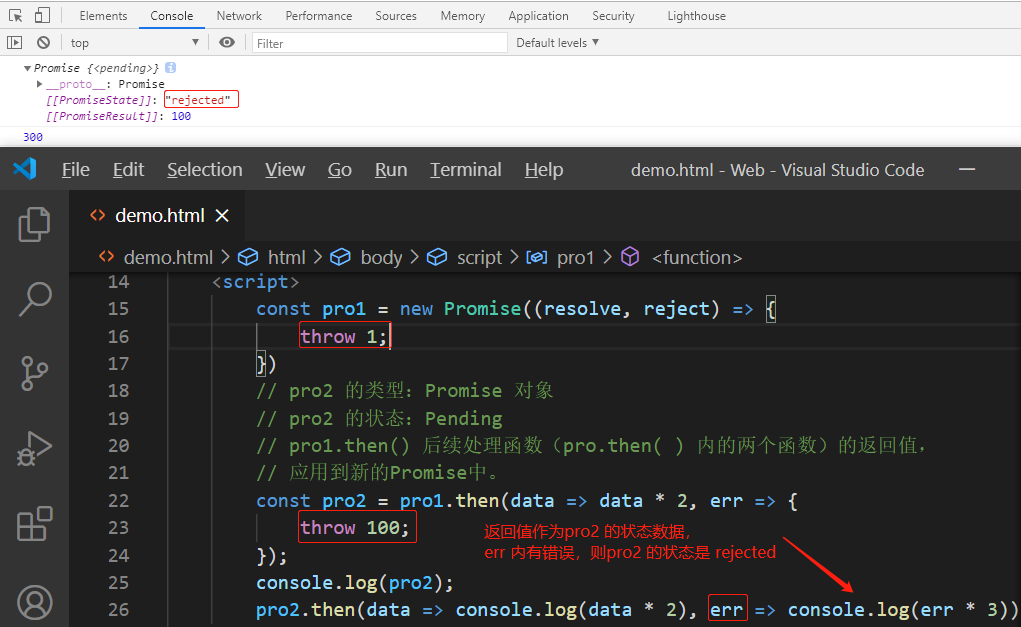 Elements Console Network Performance Sources Memory Application Security Lighthouse
top Filter Default levels
Promise {<pending>}
__proto__: Promise
[[PromiseState]]: "rejected"
[[PromiseResult]]: 100
300
File Edit Selection View Go Run Terminal Help demo.html - Web - Visual Studio Code
demo.html
demo.html > html > body > script > pro1 > <function>
14 <script>
15 const pro1 = new Promise((resolve, reject) => {
16 throw 1;
17 })
18 // pro2 的类型：Promise 对象
19 // pro2 的状态：Pending
20 // pro1.then() 后续处理函数（pro.then( ) 内的两个函数）的返回值，
21 // 应用到新的Promise中。
22 const pro2 = pro1.then(data => data * 2, err => {
23 throw 100;
返回值作为pro2 的状态数据，
err 内有错误，则pro2 的状态是 rejected
24 });
25 console.log(pro2);
26 pro2.then(data => console.log(data * 2), err => console.log(err * 3))